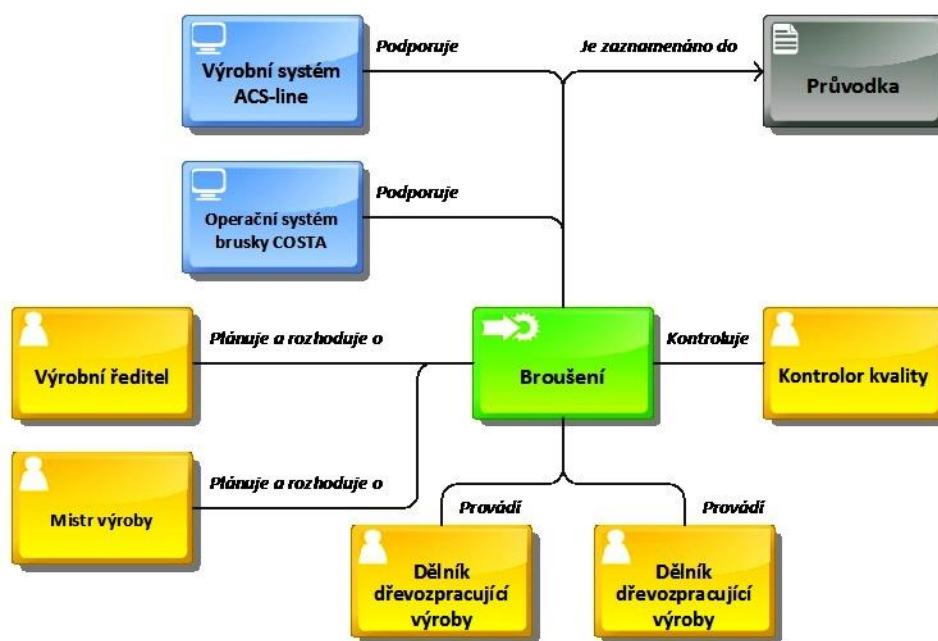 Podporuje
Je zaznamenáno do
Výrobní systém
ACS-line
Průvodka
Podporuje
Operační systém
brusky COSTA
Plánuje a rozhoduje o
Kontroluje
Výrobní ředitel
Broušení
Kontrolor kvality
Plánuje a rozhoduje o
Mistr výroby
Provádí
Provádí
Dělník
dřevozpracující
výroby
Dělník
dřevozpracující
výroby